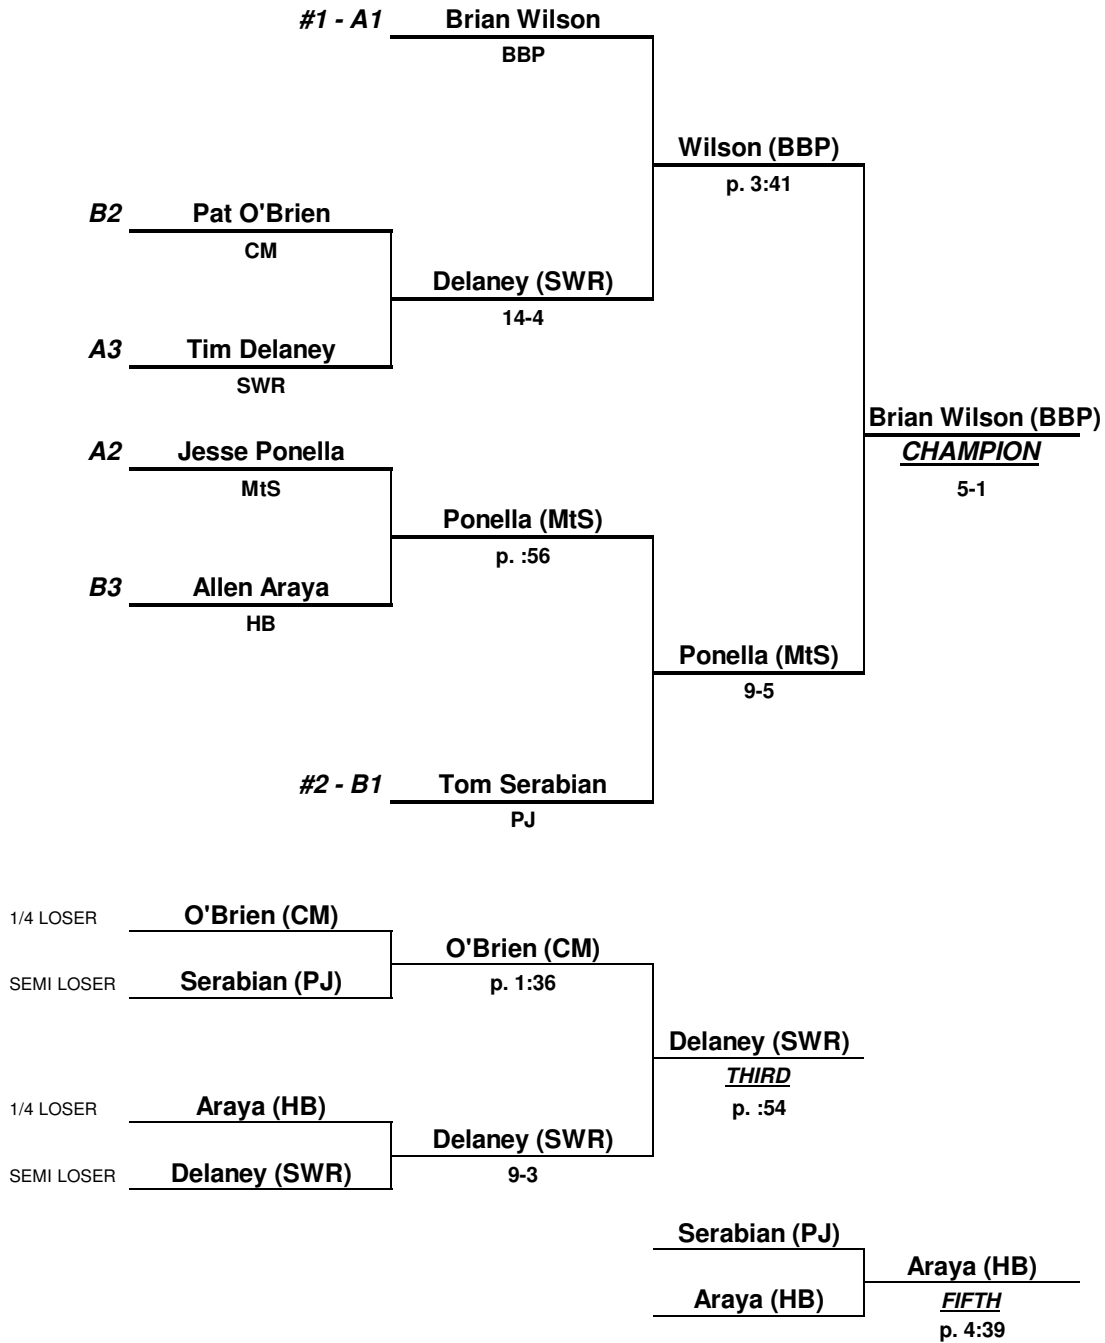 #1 - A1 Brian Wilson
BBP
Wilson (BBP)
p. 3:41
B2 Pat O'Brien
CM
Delaney (SWR)
14-4
A3 Tim Delaney
SWR
Brian Wilson (BBP)
CHAMPION
5-1
A2 Jesse Ponella
MtS
Ponella (MtS)
p. :56
B3 Allen Araya
HB
Ponella (MtS)
9-5
#2 - B1 Tom Serabian
PJ
1/4 LOSER O'Brien (CM)
O'Brien (CM)
SEMI LOSER Serabian (PJ) p. 1:36
Delaney (SWR)
THIRD
1/4 LOSER Araya (HB) p. :54
Delaney (SWR)
SEMI LOSER Delaney (SWR) 9-3
Serabian (PJ)
Araya (HB)
Araya (HB) FIFTH
p. 4:39